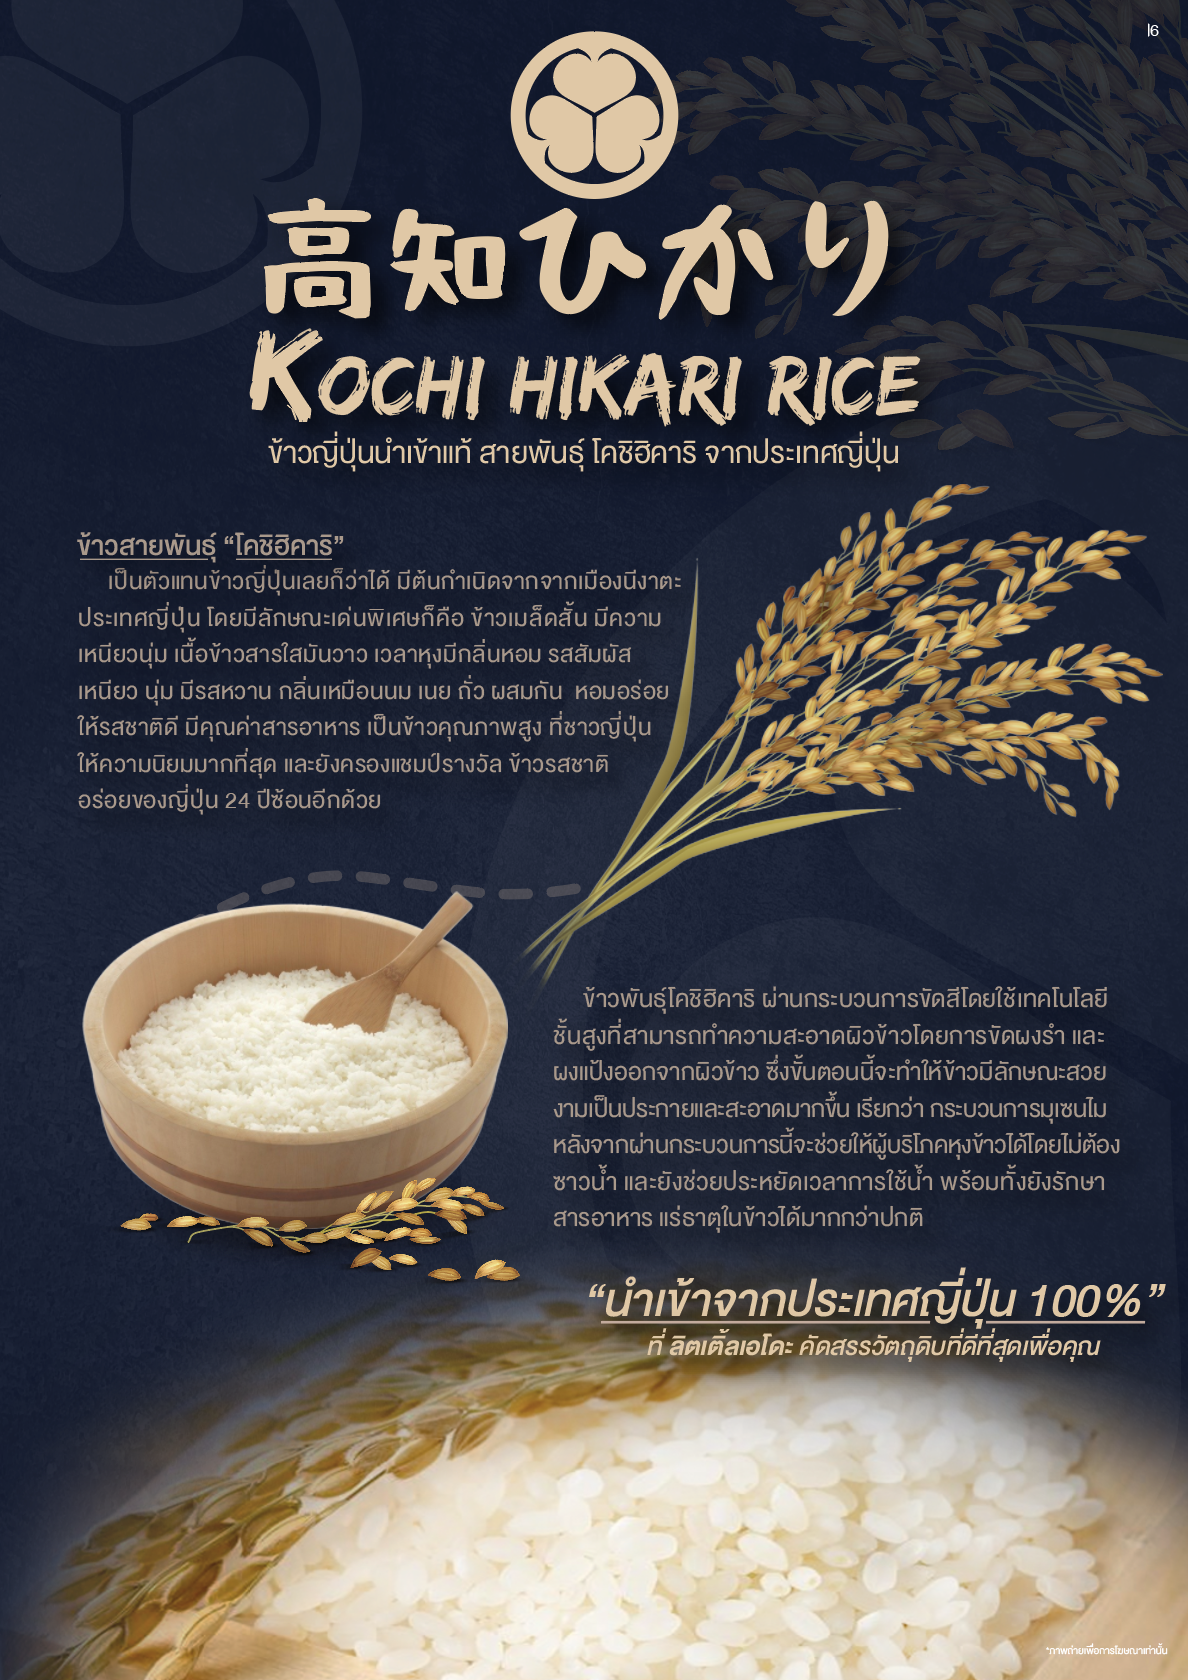 |6
高知ひかり
KOCHI HIKARI RICE
ข้าวญี่ปุ่นนำเข้าแท้ สายพันธุ์ โคชิฮิคาริ จากประเทศญี่ปุ่น
ข้าวสายพันธุ์ “โคชิฮิคาริ”
เป็นตัวแทนข้าวญี่ปุ่นเลยก็ว่าได้ มีต้นกำเนิดจากจากเมืองนีงาตะ
ประเทศญี่ปุ่น โดยมีลักษณะเด่นพิเศษก็คือ ข้าวเมล็ดสั้น มีความ
เหนียวนุ่ม เนื้อข้าวสารใสมันวาว เวลาหุงมีกลิ่นหอม รสสัมผัส
เหนียว นุ่ม มีรสหวาน กลิ่นเหมือนนม เนย ถั่ว ผสมกัน หอมอร่อย
ให้รสชาติดี มีคุณค่าสารอาหาร เป็นข้าวคุณภาพสูง ที่ชาวญี่ปุ่น
ให้ความนิยมมากที่สุด และยังครองแชมป์รางวัล ข้าวรสชาติ
อร่อยของญี่ปุ่น 24 ปีซ้อนอีกด้วย
ข้าวพันธุ์โคชิฮิคาริ ผ่านกระบวนการขัดสีโดยใช้เทคโนโลยี
ชั้นสูงที่สามารถทำความสะอาดผิวข้าวโดยการขัดผงรำ และ
ผงแป้งออกจากผิวข้าว ซึ่งขั้นตอนนี้จะทำให้ข้าวมีลักษณะสวย
งามเป็นประกายและสะอาดมากขึ้น เรียกว่า กระบวนการมุเซนไม
หลังจากผ่านกระบวนการนี้จะช่วยให้ผู้บริโภคหุงข้าวได้โดยไม่ต้อง
ซาวน้ำ และยังช่วยประหยัดเวลาการใช้น้ำ พร้อมทั้งยังรักษา
สารอาหาร แร่ธาตุในข้าวได้มากกว่าปกติ
“นำเข้าจากประเทศญี่ปุ่น 100%”
ที่ ลิตเติ้ลเอโดะ คัดสรรวัตถุดิบที่ดีที่สุดเพื่อคุณ
*ภาพถ่ายเพื่อการโฆษณาเท่านั้น